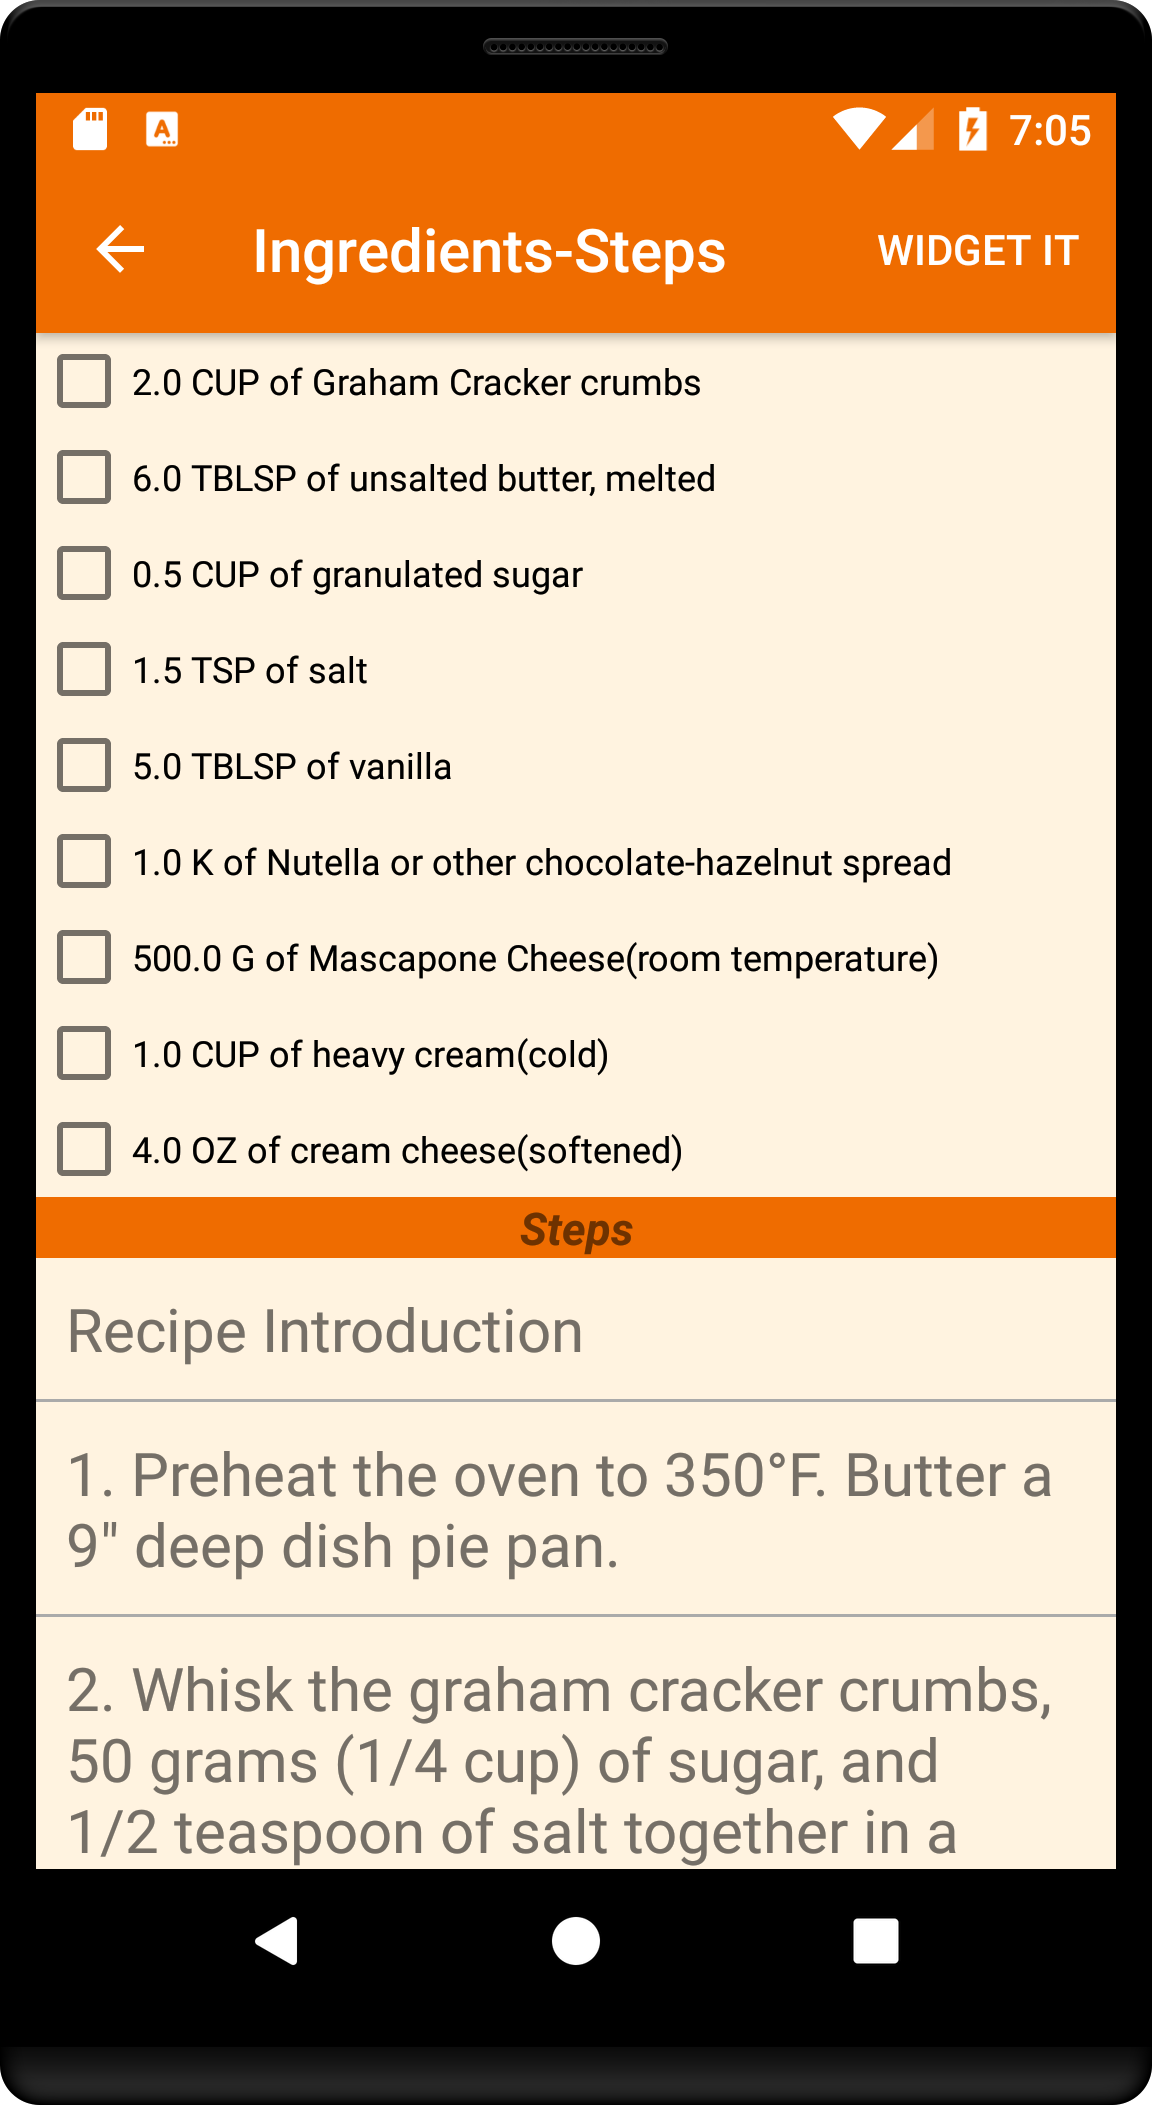 7:05
Ingredients-Steps
WIDGET IT
2.0 CUP of Graham Cracker crumbs
6.0 TBLSP of unsalted butter, melted
0.5 CUP of granulated sugar
1.5 TSP of salt
5.0 TBLSP of vanilla
1.0 K of Nutella or other chocolate-hazelnut spread
500.0 G of Mascapone Cheese(room temperature)
1.0 CUP of heavy cream(cold)
4.0 OZ of cream cheese(softened)
Steps
Recipe Introduction
1. Preheat the oven to 350°F. Butter a
9" deep dish pie pan.
2. Whisk the graham cracker crumbs,
50 grams (1/4 cup) of sugar, and
1/2 teaspoon of salt together in a